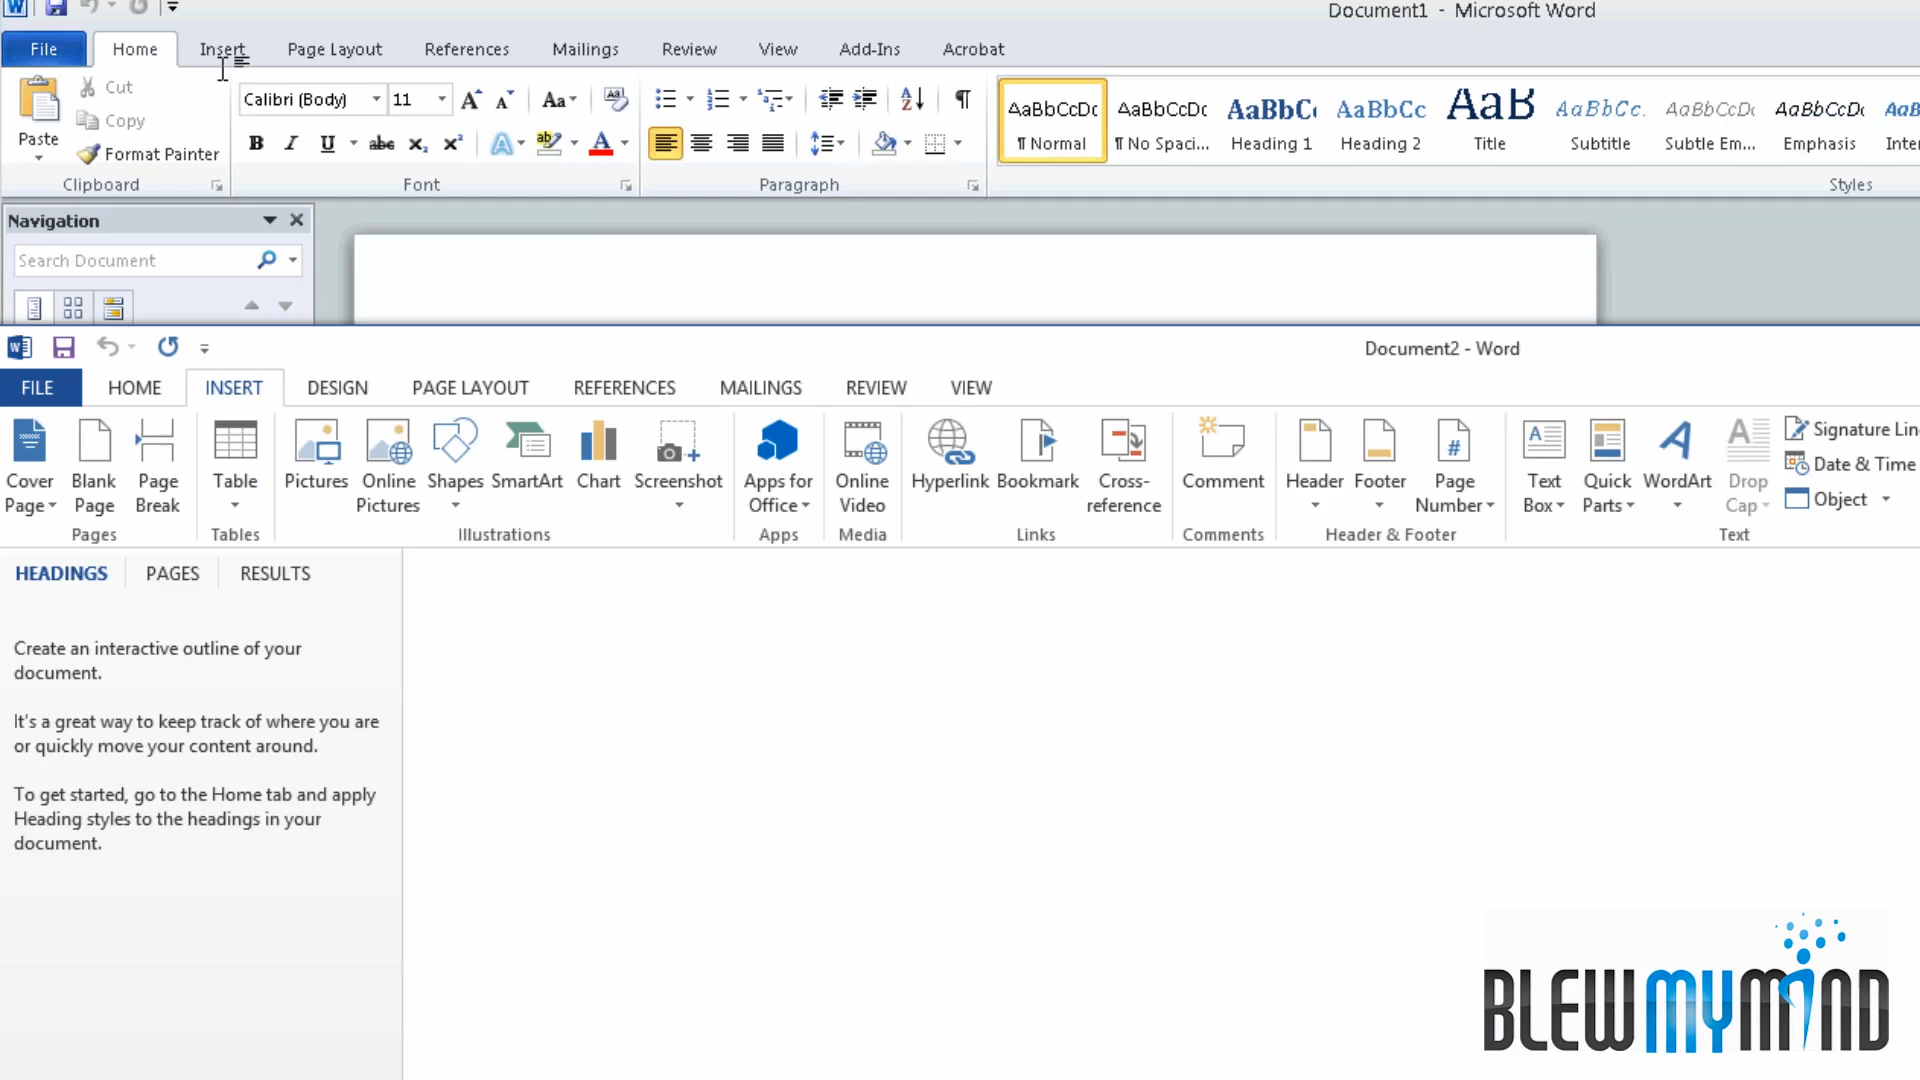 Document1 - Microsoft Word
File Home Insert Page Layout References Mailings Review View Add-Ins Acrobat
Paste
Cut
Copy
Format Painter
Clipboard
Calibri (Body) 11
Font
Paragraph
AaBbCcDc AaBbCcDc AaBbC AaBbCc AaB AaBbCc. AaBbCcDc AaBbCcDc AaB
¶ Normal ¶ No Spaci... Heading 1 Heading 2 Title Subtitle Subtle Em... Emphasis Inter
Styles
Navigation
Search Document
Document2 - Word
FILE HOME INSERT DESIGN PAGE LAYOUT REFERENCES MAILINGS REVIEW VIEW
Cover Page
Blank Page
Page Break
Pages
Table
Tables
Pictures
Online Pictures
Shapes
SmartArt
Chart
Screenshot
Illustrations
Apps for Office
Apps
Online Video
Media
Hyperlink
Bookmark
Cross-reference
Links
Comment
Comments
Header
Footer
Page Number
Header & Footer
Text Box
Quick Parts
WordArt
Drop Cap
Signature Lin
Date & Time
Object
Text
HEADINGS PAGES RESULTS
Create an interactive outline of your
document.
It's a great way to keep track of where you are
or quickly move your content around.
To get started, go to the Home tab and apply
Heading styles to the headings in your
document.
BLEWMYMIND